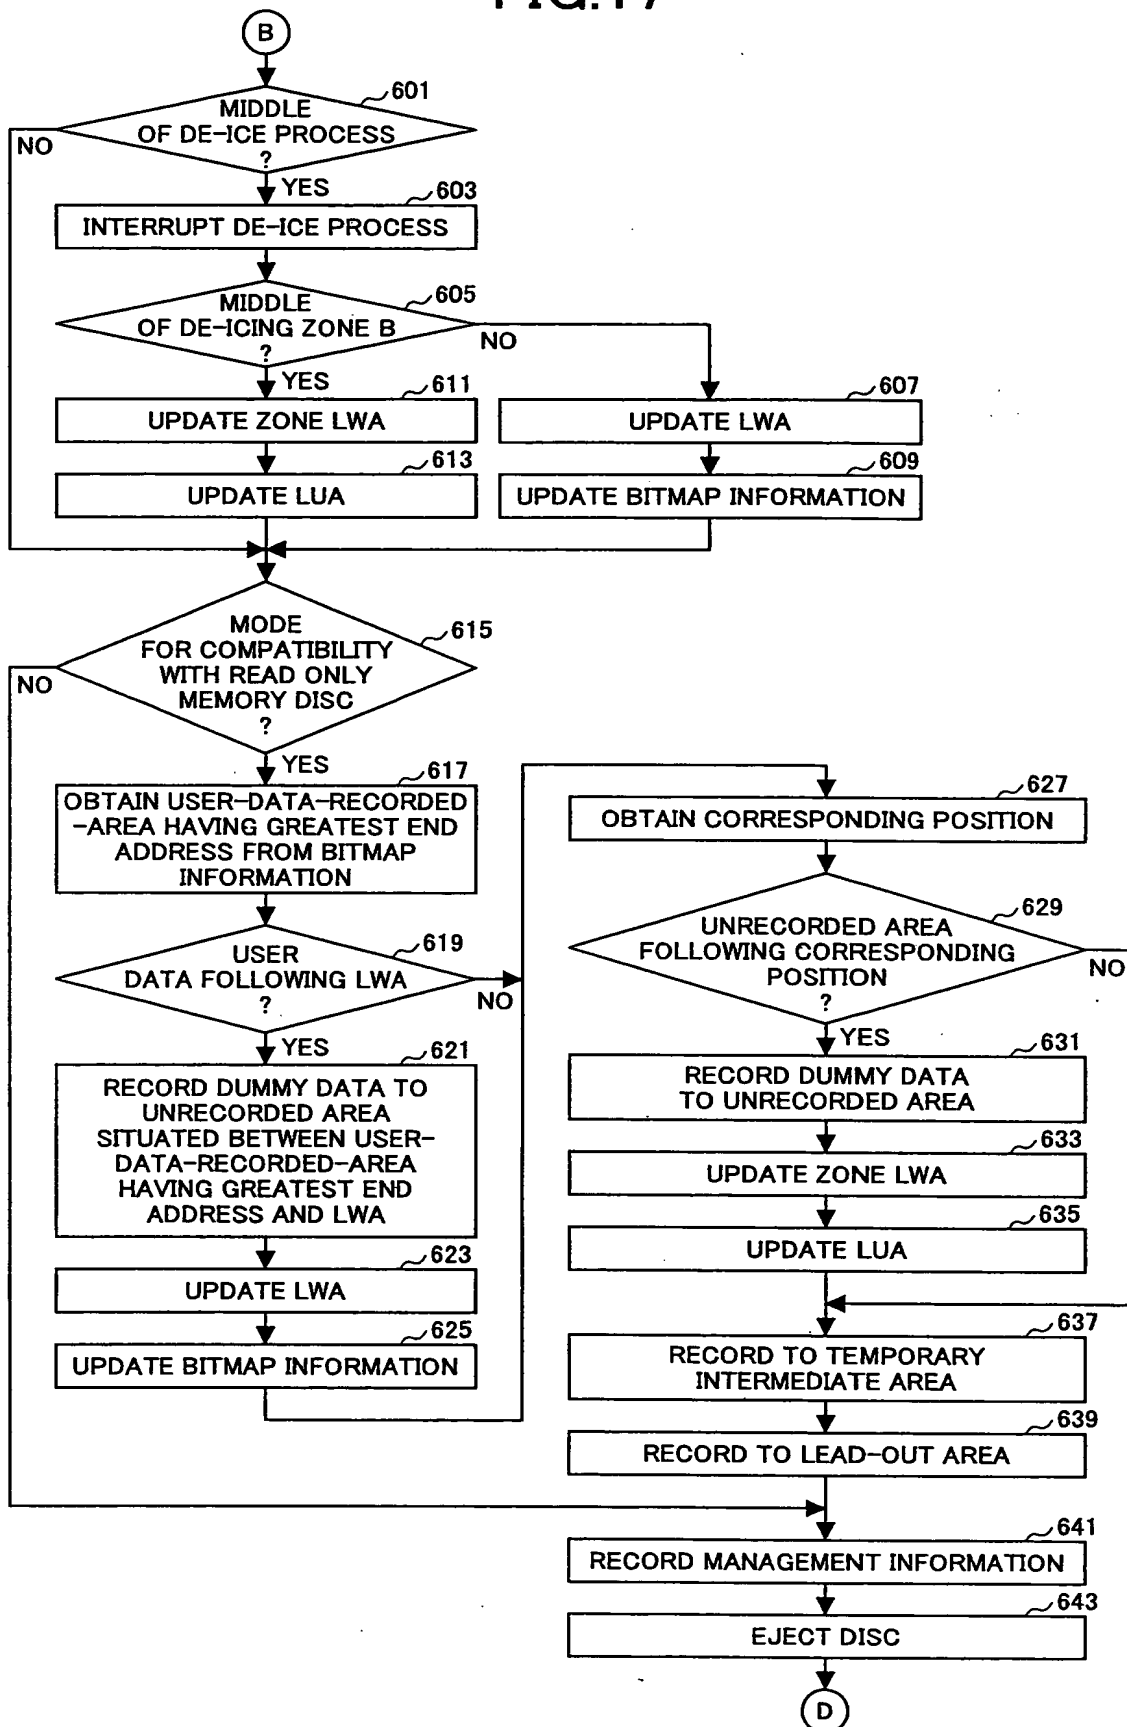 FIG.17
B
601
MIDDLE
OF DE-ICE PROCESS
?
NO
YES
603
INTERRUPT DE-ICE PROCESS
605
MIDDLE
OF DE-ICING ZONE B
?
NO
YES
611
UPDATE ZONE LWA
607
UPDATE LWA
613
UPDATE LUA
609
UPDATE BITMAP INFORMATION
615
MODE
FOR COMPATIBILITY
WITH READ ONLY
MEMORY DISC
?
NO
YES
617
OBTAIN USER-DATA-RECORDED
-AREA HAVING GREATEST END
ADDRESS FROM BITMAP
INFORMATION
619
USER
DATA FOLLOWING LWA
?
NO
YES
621
RECORD DUMMY DATA TO
UNRECORDED AREA
SITUATED BETWEEN USER-
DATA-RECORDED-AREA
HAVING GREATEST END
ADDRESS AND LWA
623
UPDATE LWA
625
UPDATE BITMAP INFORMATION
627
OBTAIN CORRESPONDING POSITION
629
UNRECORDED AREA
FOLLOWING CORRESPONDING
POSITION
?
NO
YES
631
RECORD DUMMY DATA
TO UNRECORDED AREA
633
UPDATE ZONE LWA
635
UPDATE LUA
637
RECORD TO TEMPORARY
INTERMEDIATE AREA
639
RECORD TO LEAD-OUT AREA
641
RECORD MANAGEMENT INFORMATION
643
EJECT DISC
D